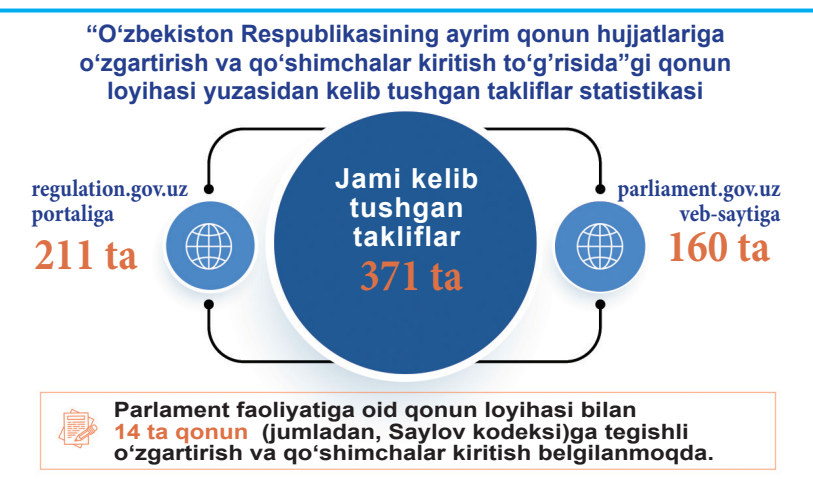 “O‘zbekiston Respublikasining ayrim qonun hujjatlariga
o‘zgartirish va qo‘shimchalar kiritish to‘g’risida”gi qonun
loyihasi yuzasidan kelib tushgan takliflar statistikasi
regulation.gov.uz
portaliga
211 ta
Jami kelib
tushgan
takliflar
371 ta
parliament.gov.uz
veb-saytiga
160 ta
Parlament faoliyatiga oid qonun loyihasi bilan
14 ta qonun (jumladan, Saylov kodeksi)ga tegishli
o‘zgartirish va qo‘shimchalar kiritish belgilanmoqda.